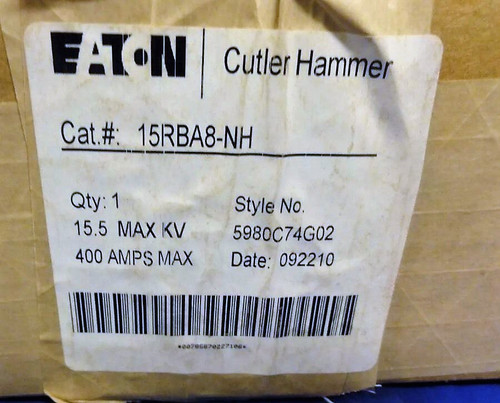 EATON | Cutler Hammer
Cat.#: 15RBA8-NH
Qty: 1 Style No.
15.5 MAX KV 5980C74G02
400 AMPS MAX Date: 092210